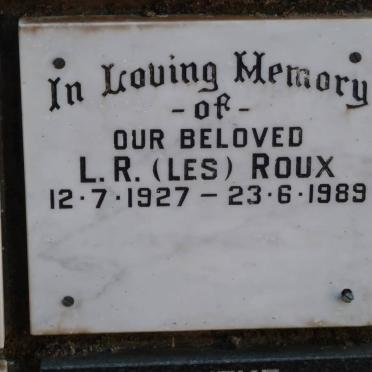 In Loving Memory
- of -
OUR BELOVED
L.R. (LES) ROUX
12·7·1927 — 23·6·1989